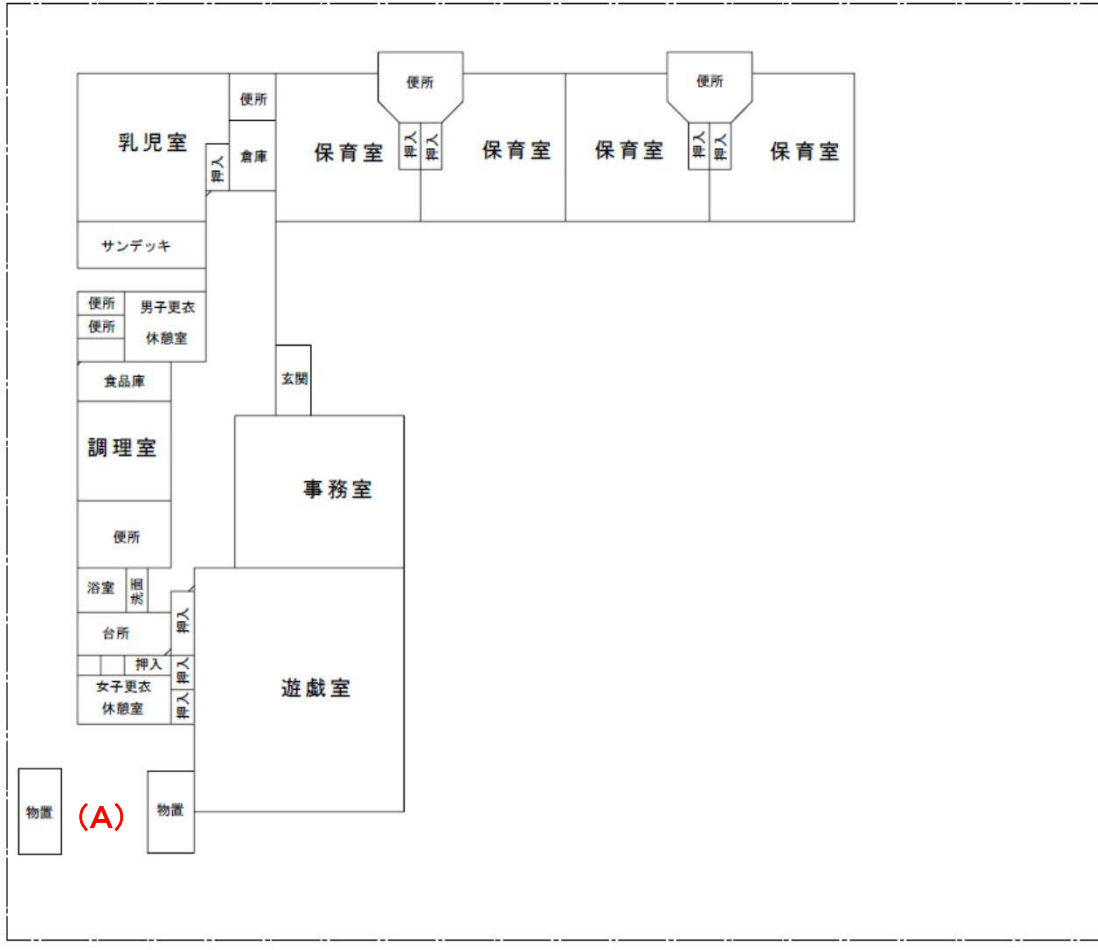 便所
便所
便所
乳児室
押入
倉庫
保育室
押入
押入
保育室
保育室
押入
押入
保育室
サンデッキ
便所
便所
男子更衣
休憩室
玄関
食品庫
調理室
事務室
便所
浴室
洗面
押入
台所
押入
押入
女子更衣
休憩室
押入
遊戯室
物置
(A)
物置